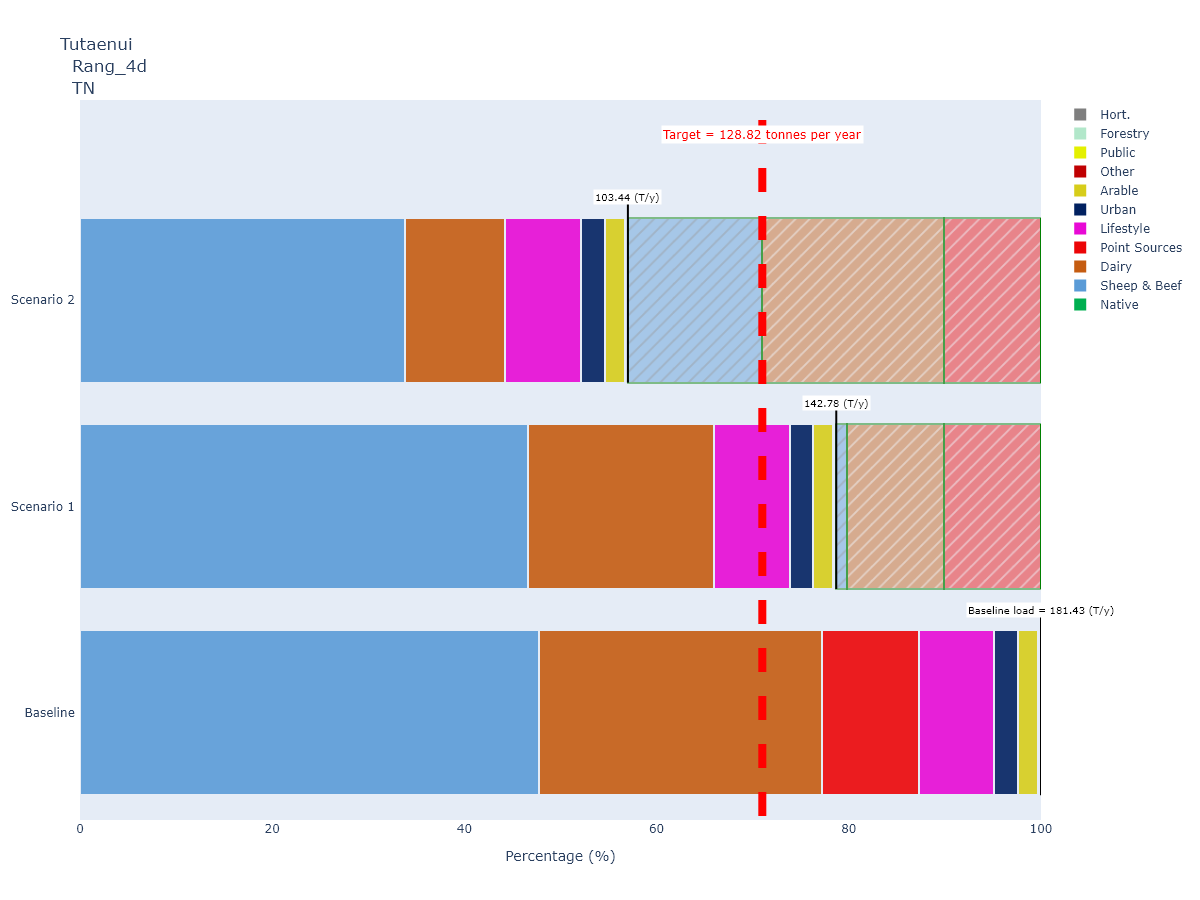 Tutaenui
Rang_4d
TN
Target = 128.82 tonnes per year
103.44 (T/y)
Scenario 2
142.78 (T/y)
Scenario 1
Baseline load = 181.43 (T/y)
Baseline
0 20 40 60 80 100
Percentage (%)
Hort.
Forestry
Public
Other
Arable
Urban
Lifestyle
Point Sources
Dairy
Sheep & Beef
Native